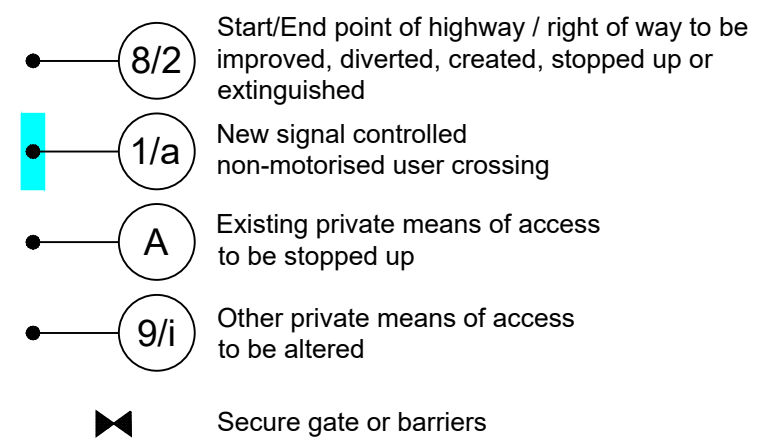 8/2
Start/End point of highway / right of way to be
improved, diverted, created, stopped up or
extinguished
1/a
New signal controlled
non-motorised user crossing
A
Existing private means of access
to be stopped up
9/i
Other private means of access
to be altered
Secure gate or barriers